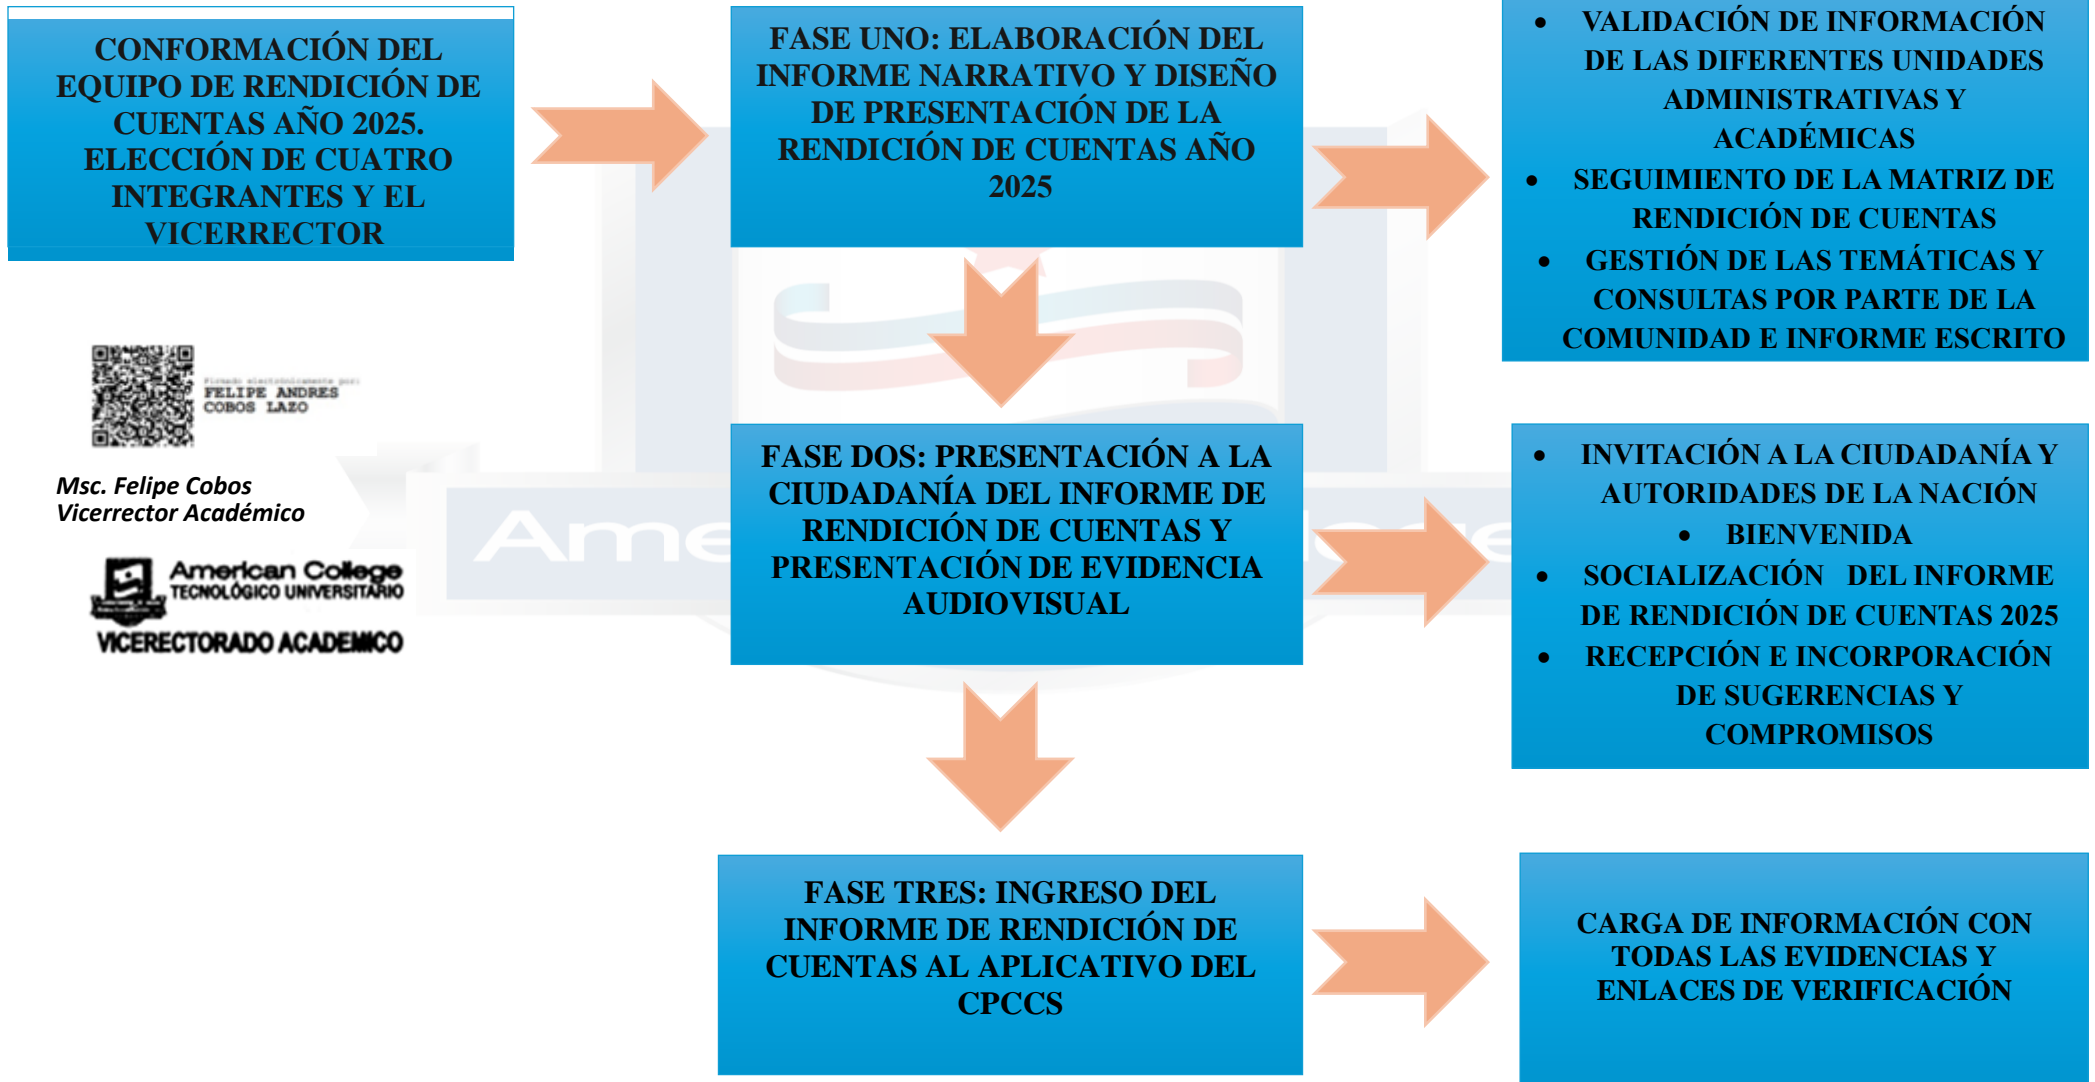 CONFORMACIÓN DEL
EQUIPO DE RENDICIÓN DE
CUENTAS AÑO 2025.
ELECCIÓN DE CUATRO
INTEGRANTES Y EL
VICERRECTOR
FASE UNO: ELABORACIÓN DEL
INFORME NARRATIVO Y DISEÑO
DE PRESENTACIÓN DE LA
RENDICIÓN DE CUENTAS AÑO
2025
• VALIDACIÓN DE INFORMACIÓN
DE LAS DIFERENTES UNIDADES
ADMINISTRATIVAS Y
ACADÉMICAS
• SEGUIMIENTO DE LA MATRIZ DE
RENDICIÓN DE CUENTAS
• GESTIÓN DE LAS TEMÁTICAS Y
CONSULTAS POR PARTE DE LA
COMUNIDAD E INFORME ESCRITO
Firmado electrónicamente por:
FELIPE ANDRES
COBOS LAZO
Msc. Felipe Cobos
Vicerrector Académico
American College
TECNOLÓGICO UNIVERSITARIO
VICERECTORADO ACADEMICO
FASE DOS: PRESENTACIÓN A LA
CIUDADANÍA DEL INFORME DE
RENDICIÓN DE CUENTAS Y
PRESENTACIÓN DE EVIDENCIA
AUDIOVISUAL
• INVITACIÓN A LA CIUDADANÍA Y
AUTORIDADES DE LA NACIÓN
• BIENVENIDA
• SOCIALIZACIÓN DEL INFORME
DE RENDICIÓN DE CUENTAS 2025
• RECEPCIÓN E INCORPORACIÓN
DE SUGERENCIAS Y
COMPROMISOS
FASE TRES: INGRESO DEL
INFORME DE RENDICIÓN DE
CUENTAS AL APLICATIVO DEL
CPCCS
CARGA DE INFORMACIÓN CON
TODAS LAS EVIDENCIAS Y
ENLACES DE VERIFICACIÓN